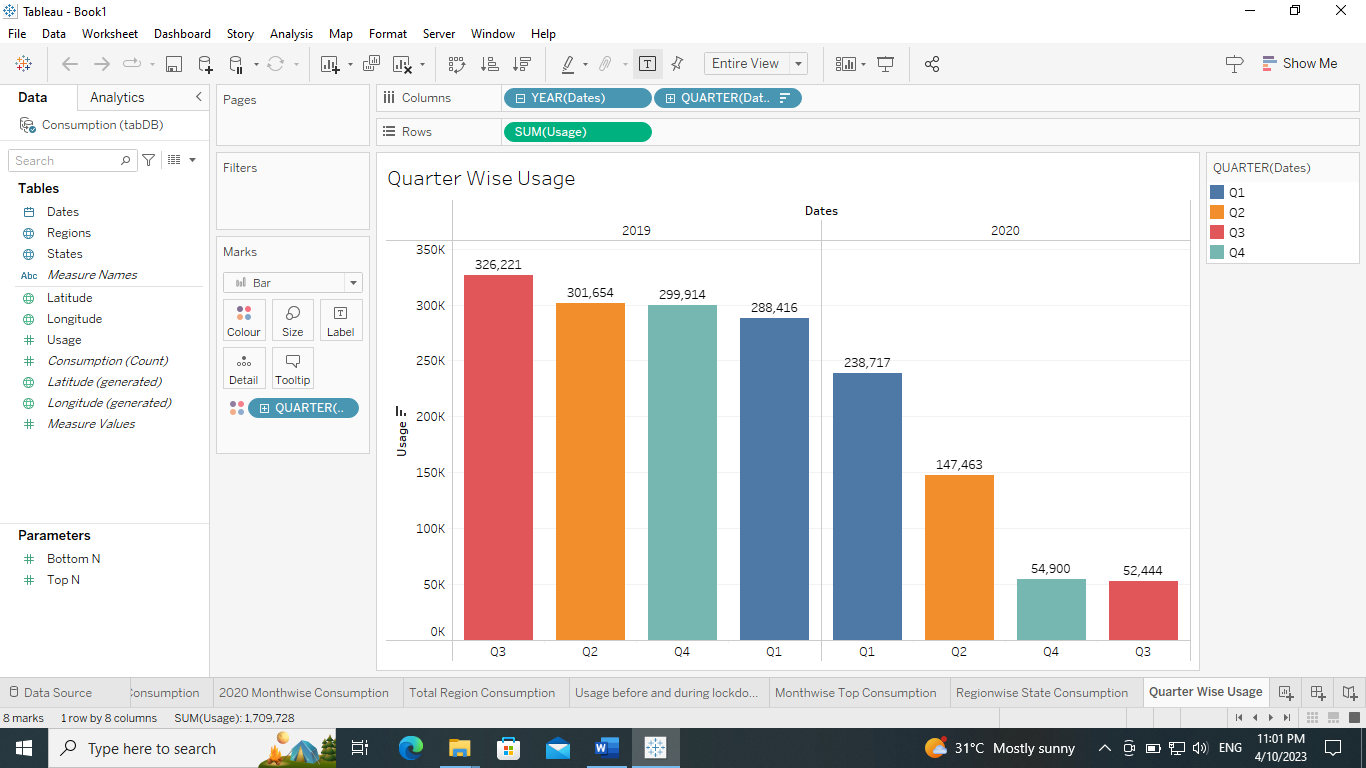 Tableau - Book1
File Data Worksheet Dashboard Story Analysis Map Format Server Window Help
Entire View
Show Me
Data Analytics
Consumption (tabDB)
Search
Tables
Dates
Regions
States
Abc Measure Names
Latitude
Longitude
Usage
Consumption (Count)
Latitude (generated)
Longitude (generated)
Measure Values
Parameters
Bottom N
Top N
Pages
Filters
Marks
Bar
Colour Size Label
Detail Tooltip
QUARTER(..
Columns YEAR(Dates) QUARTER(Dat..
Rows SUM(Usage)
Quarter Wise Usage
Dates
2019 2020
350K
300K
250K
200K
150K
100K
50K
0K
Usage
326,221
301,654
299,914
288,416
238,717
147,463
54,900
52,444
Q3 Q2 Q4 Q1 Q1 Q2 Q4 Q3
QUARTER(Dates)
Q1
Q2
Q3
Q4
Data Source Consumption 2020 Monthwise Consumption Total Region Consumption Usage before and during lockdo... Monthwise Top Consumption Regionwise State Consumption Quarter Wise Usage
8 marks 1 row by 8 columns SUM(Usage): 1,709,728
Type here to search
31°C Mostly sunny
ENG
11:01 PM
4/10/2023